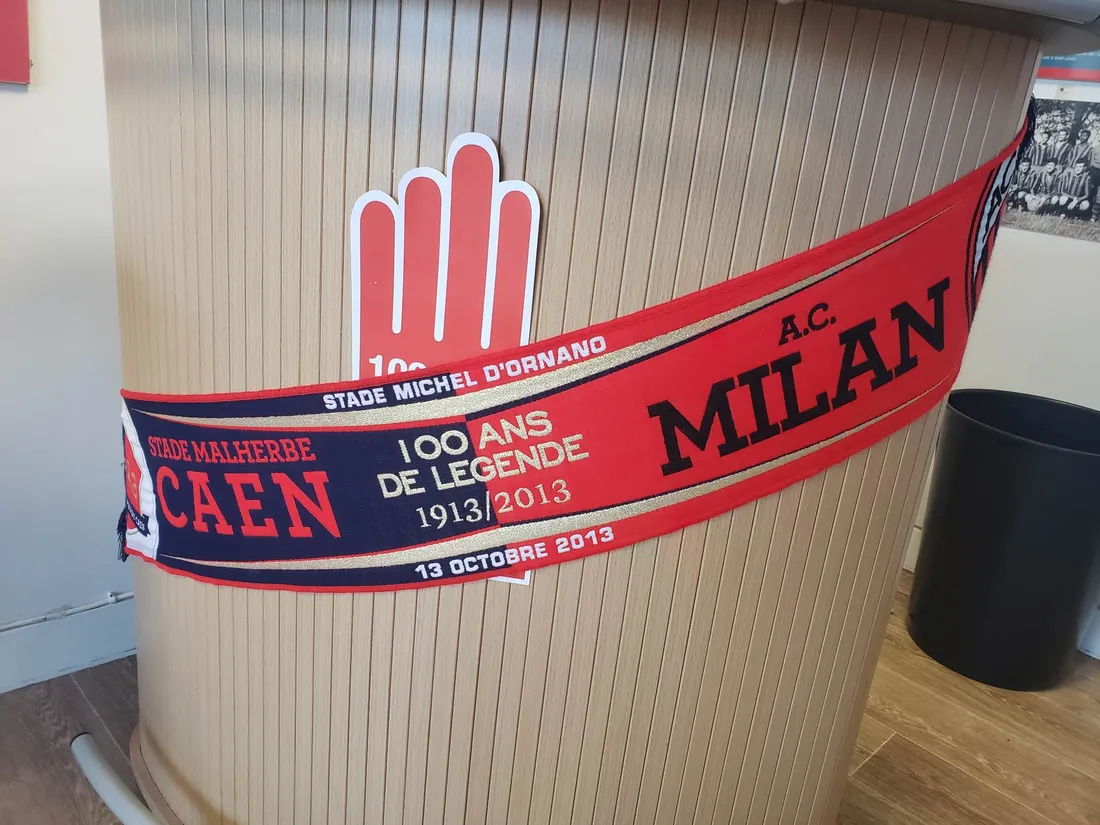 STADE MICHEL D'ORNANO
STADE MALHERBE
CAEN
100 ANS
DE LEGENDE
1913/2013
A.C.
MILAN
13 OCTOBRE 2013